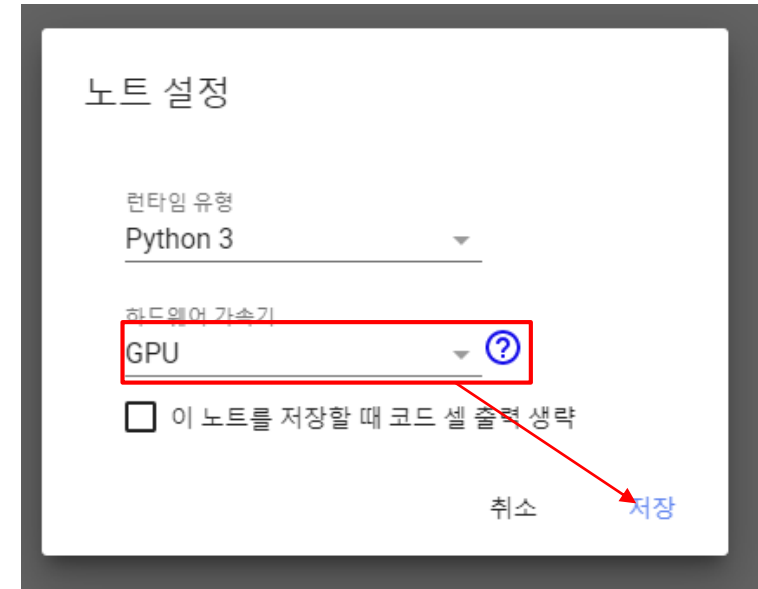 노트 설정
런타임 유형
Python 3
하드웨어 가속기
GPU
이 노트를 저장할 때 코드 셀 출력 생략
취소 저장